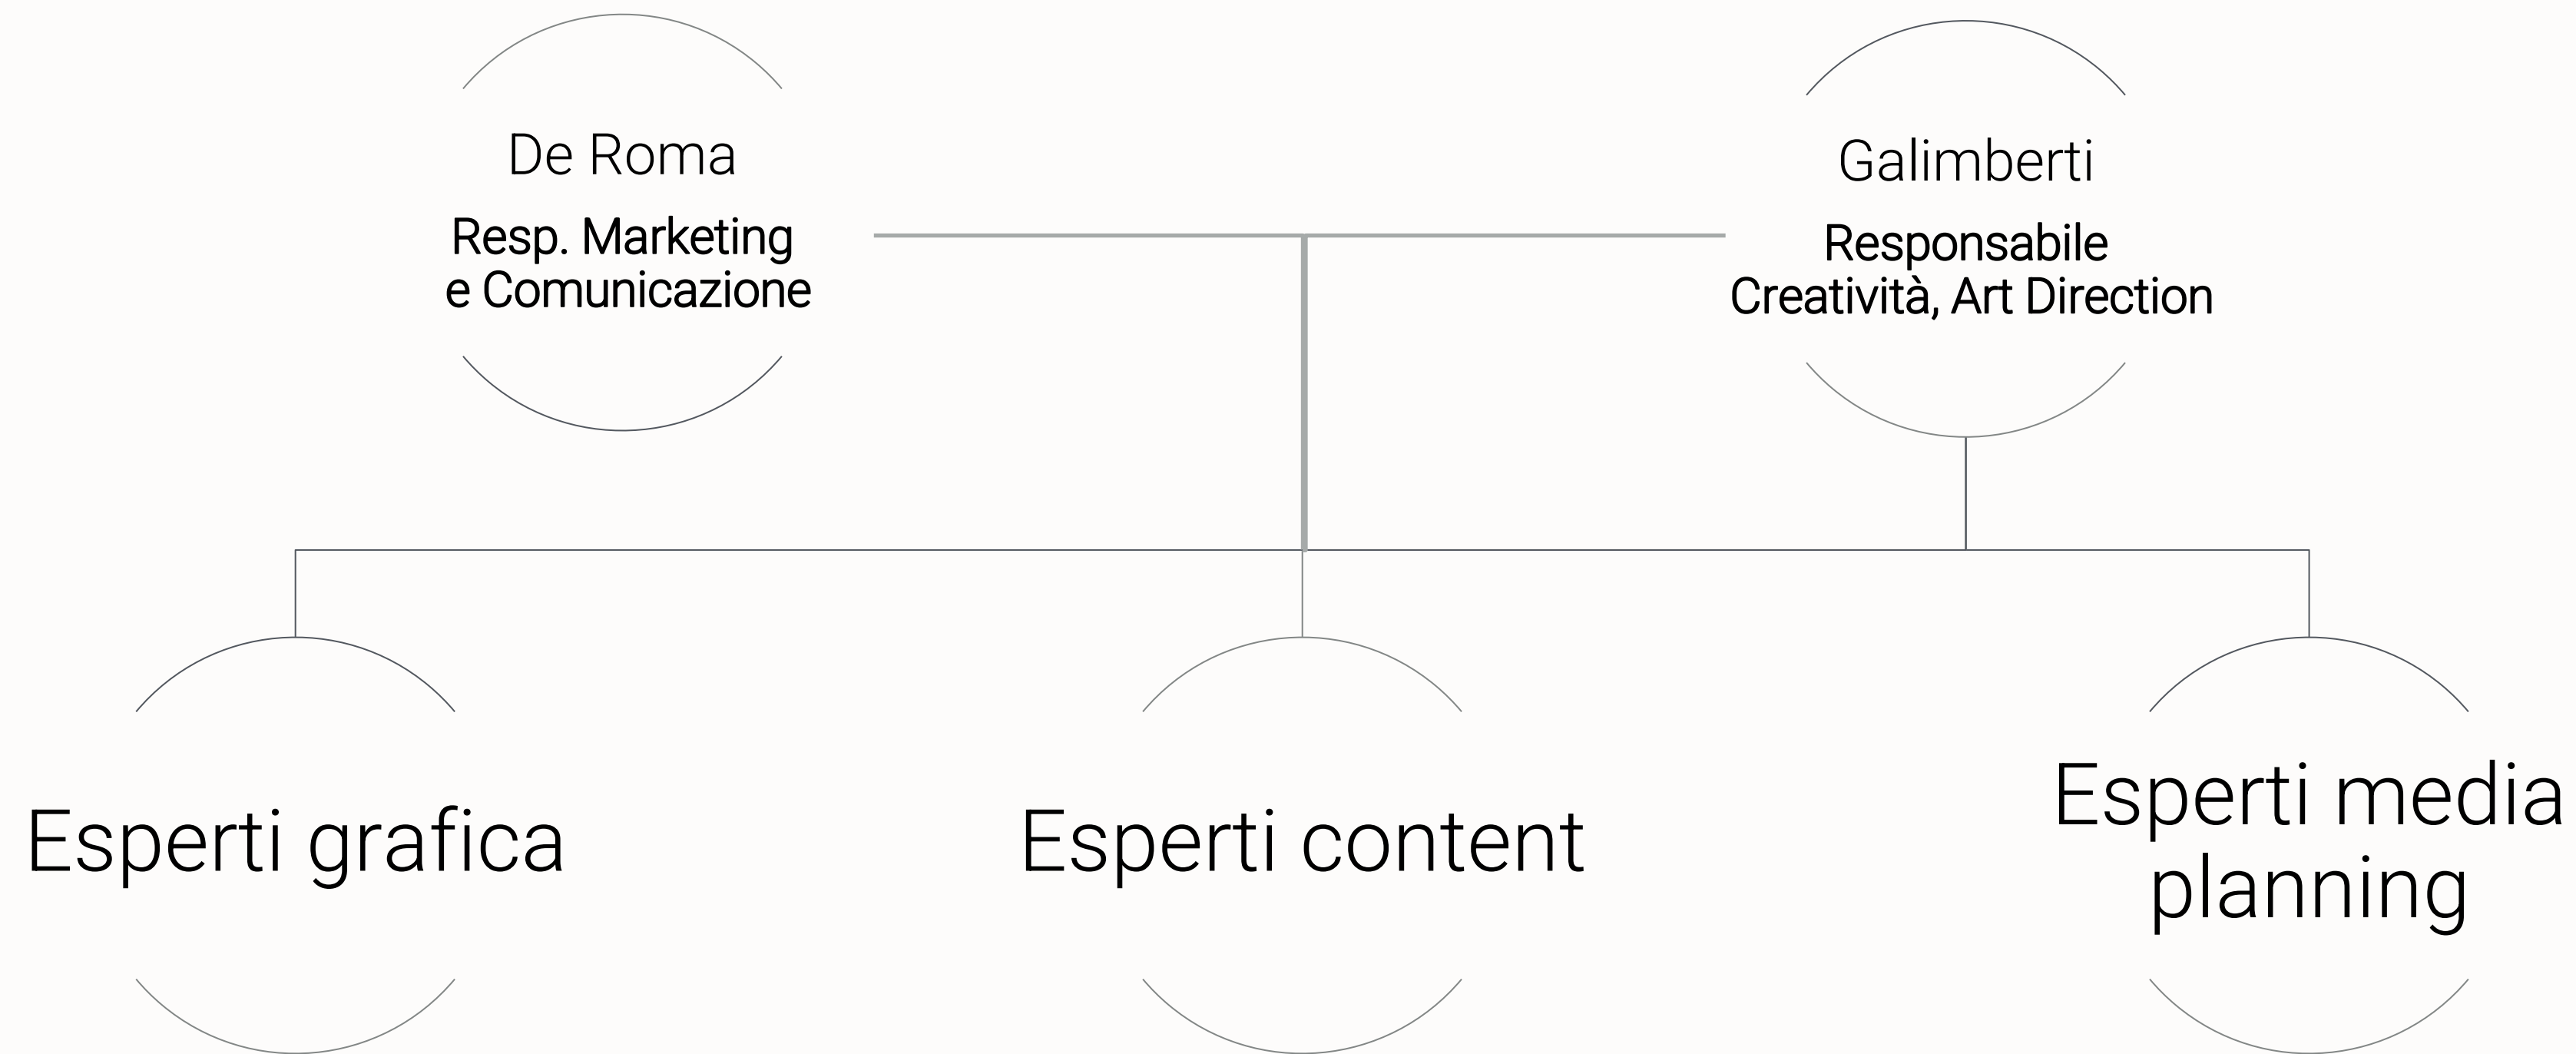 De Roma
Resp. Marketing
e Comunicazione
Galimberti
Responsabile
Creatività, Art Direction
Esperti grafica
Esperti content
Esperti media
planning